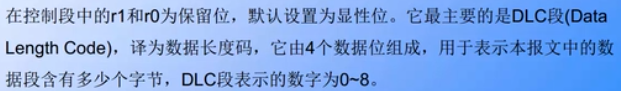 在控制段中的r1和r0为保留位，默认设置为显性位。它最主要的是DLC段(Data
Length Code)，译为数据长度码，它由4个数据位组成，用于表示本报文中的数
据段含有多少个字节，DLC段表示的数字为0~8。